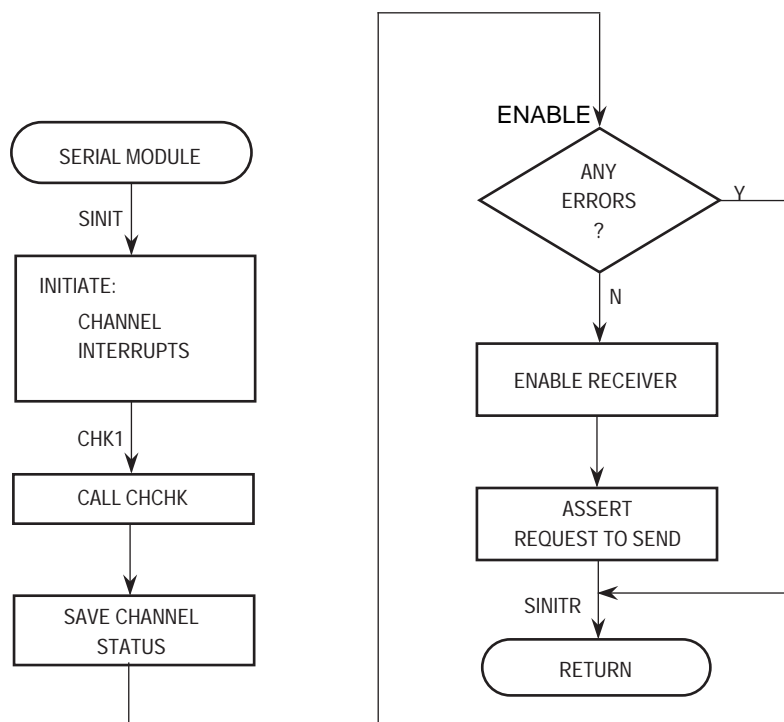 SERIAL MODULE
SINIT
INITIATE:
CHANNEL
INTERRUPTS
CHK1
CALL CHCHK
SAVE CHANNEL
STATUS
ENABLE
ANY
ERRORS
?
Y
N
ENABLE RECEIVER
ASSERT
REQUEST TO SEND
SINITR
RETURN